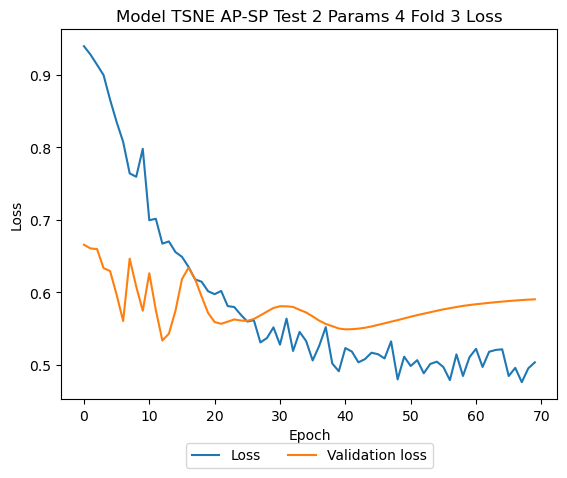 Model TSNE AP-SP Test 2 Params 4 Fold 3 Loss
0.9
0.8
0.7
0.6
0.5
Loss
0 10 20 30 40 50 60 70
Epoch
Loss Validation loss